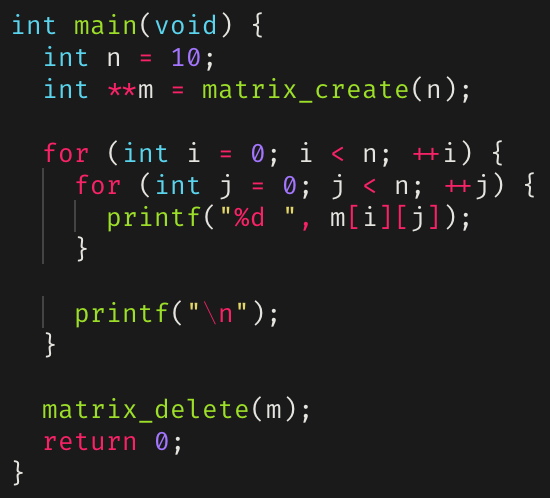 int main(void) {
  int n = 10;
  int **m = matrix_create(n);

  for (int i = 0; i < n; ++i) {
    for (int j = 0; j < n; ++j) {
      printf("%d ", m[i][j]);
    }

    printf("\n");
  }

  matrix_delete(m);
  return 0;
}